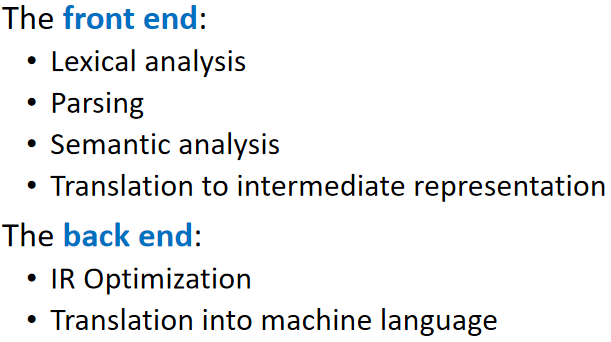 The front end:
• Lexical analysis
• Parsing
• Semantic analysis
• Translation to intermediate representation
The back end:
• IR Optimization
• Translation into machine language